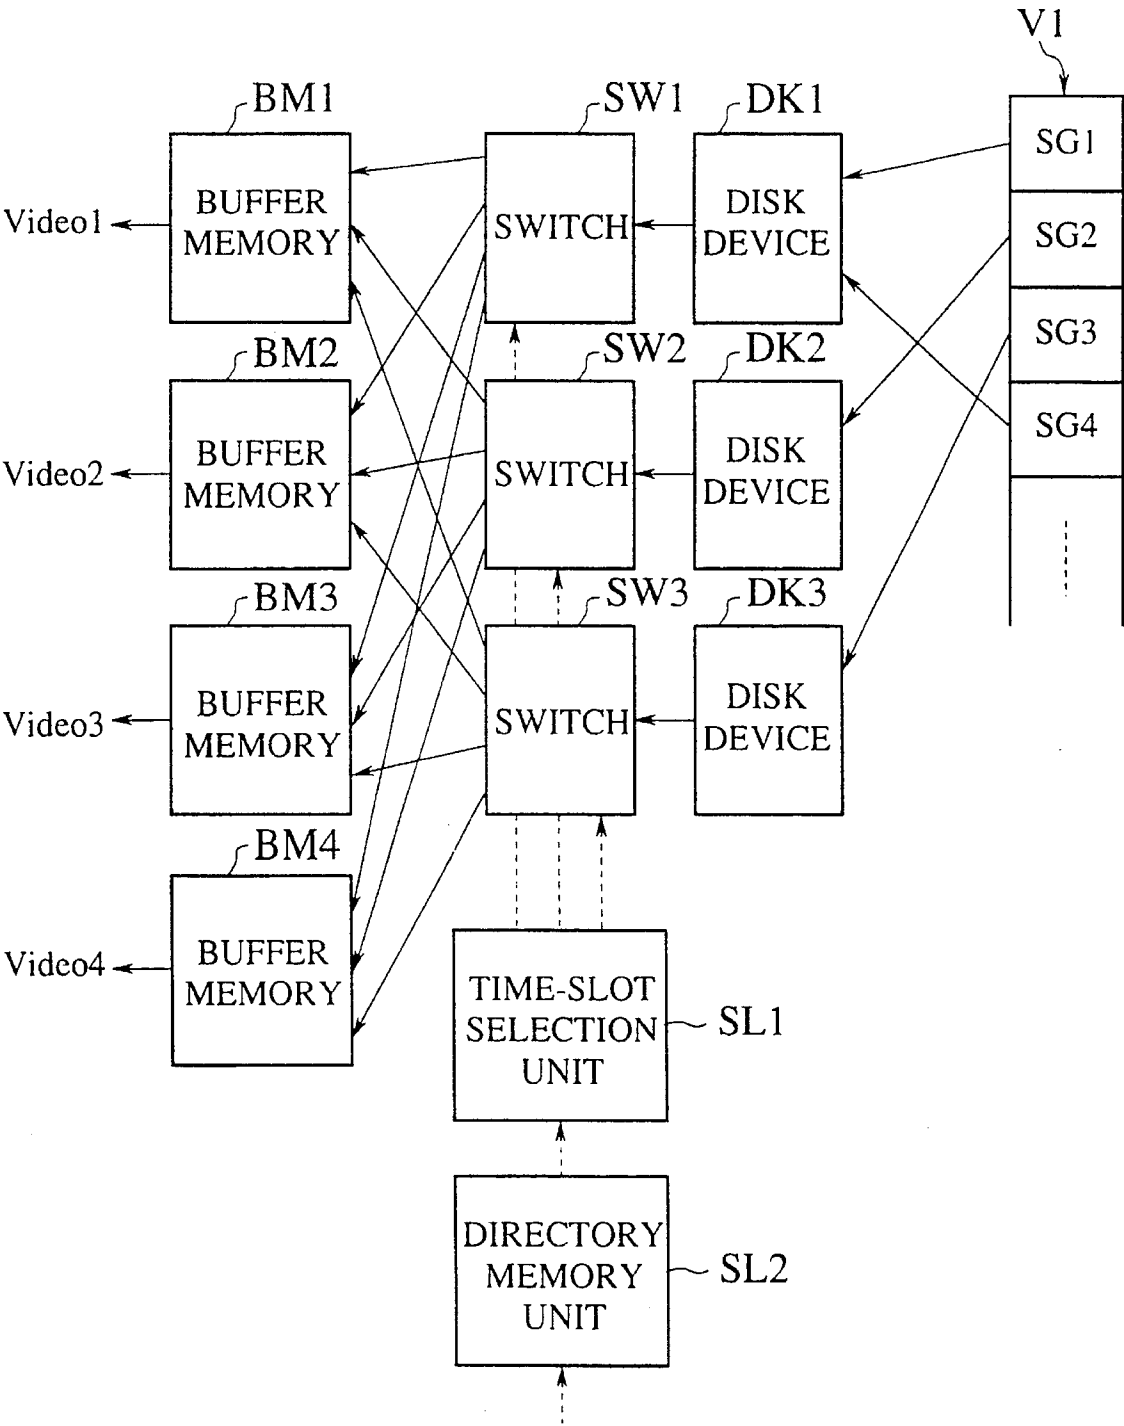 V1
BM1
SW1
DK1
SG1
BUFFER
MEMORY
SWITCH
DISK
DEVICE
Video1
SG2
SG3
BM2
SW2
DK2
SG4
BUFFER
MEMORY
SWITCH
DISK
DEVICE
Video2
BM3
SW3
DK3
BUFFER
MEMORY
SWITCH
DISK
DEVICE
Video3
BM4
BUFFER
MEMORY
Video4
TIME-SLOT
SELECTION
UNIT
SL1
DIRECTORY
MEMORY
UNIT
SL2